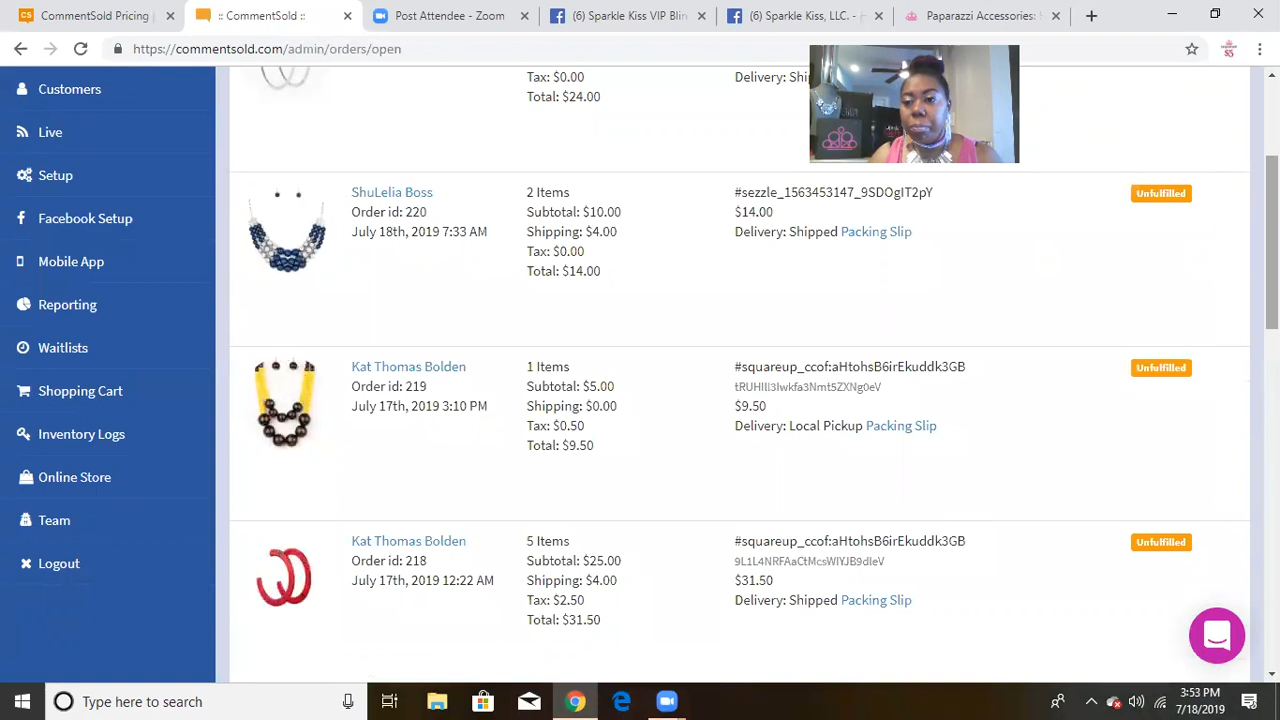 CommentSold Pricing |
:: CommentSold ::
Post Attendee - Zoom
(6) Sparkle Kiss VIP Blin
(6) Sparkle Kiss, LLC. -
Paparazzi Accessories:
https://commentsold.com/admin/orders/open
Customers
Live
Setup
Facebook Setup
Mobile App
Reporting
Waitlists
Shopping Cart
Inventory Logs
Online Store
Team
Logout
Tax: $0.00
Total: $24.00
Delivery: Shi
ShuLelia Boss
Order id: 220
July 18th, 2019 7:33 AM
2 Items
Subtotal: $10.00
Shipping: $4.00
Tax: $0.00
Total: $14.00
#sezzle_1563453147_9SDOgIT2pY
$14.00
Delivery: Shipped Packing Slip
Unfulfilled
Kat Thomas Bolden
Order id: 219
July 17th, 2019 3:10 PM
1 Items
Subtotal: $5.00
Shipping: $0.00
Tax: $0.50
Total: $9.50
#squareup_ccof:aHtohsB6irEkuddk3GB
$9.50
Delivery: Local Pickup Packing Slip
Unfulfilled
Kat Thomas Bolden
Order id: 218
July 17th, 2019 12:22 AM
5 Items
Subtotal: $25.00
Shipping: $4.00
Tax: $2.50
Total: $31.50
#squareup_ccof:aHtohsB6irEkuddk3GB
$31.50
Delivery: Shipped Packing Slip
Unfulfilled
Type here to search
3:53 PM
7/18/2019